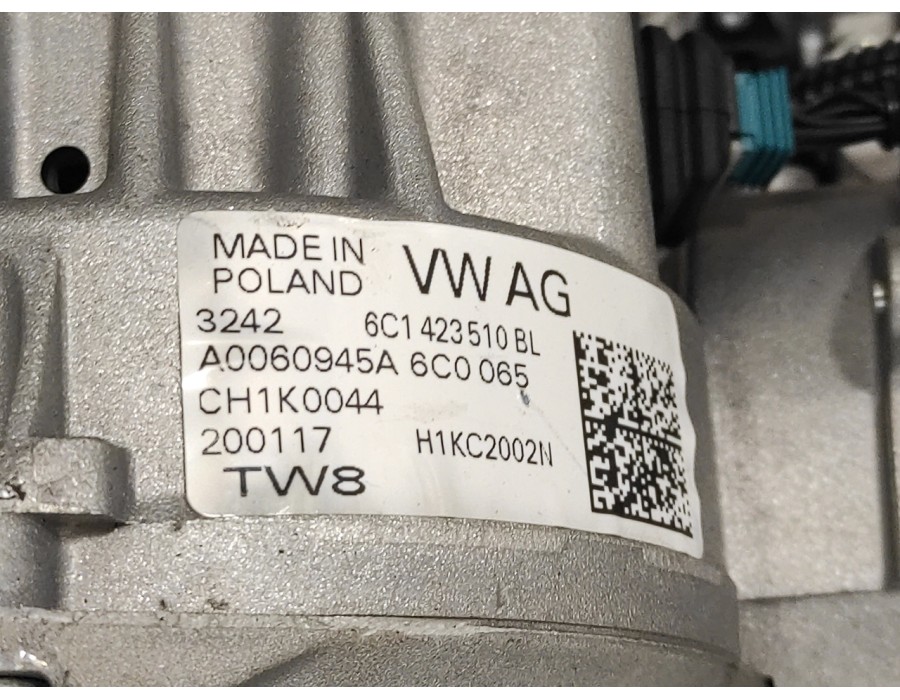 MADE IN
POLAND
VW AG
3242 6C1 423 510 BL
A0060945A 6C0 065
CH1K0044
200117 H1KC2002N
TW8